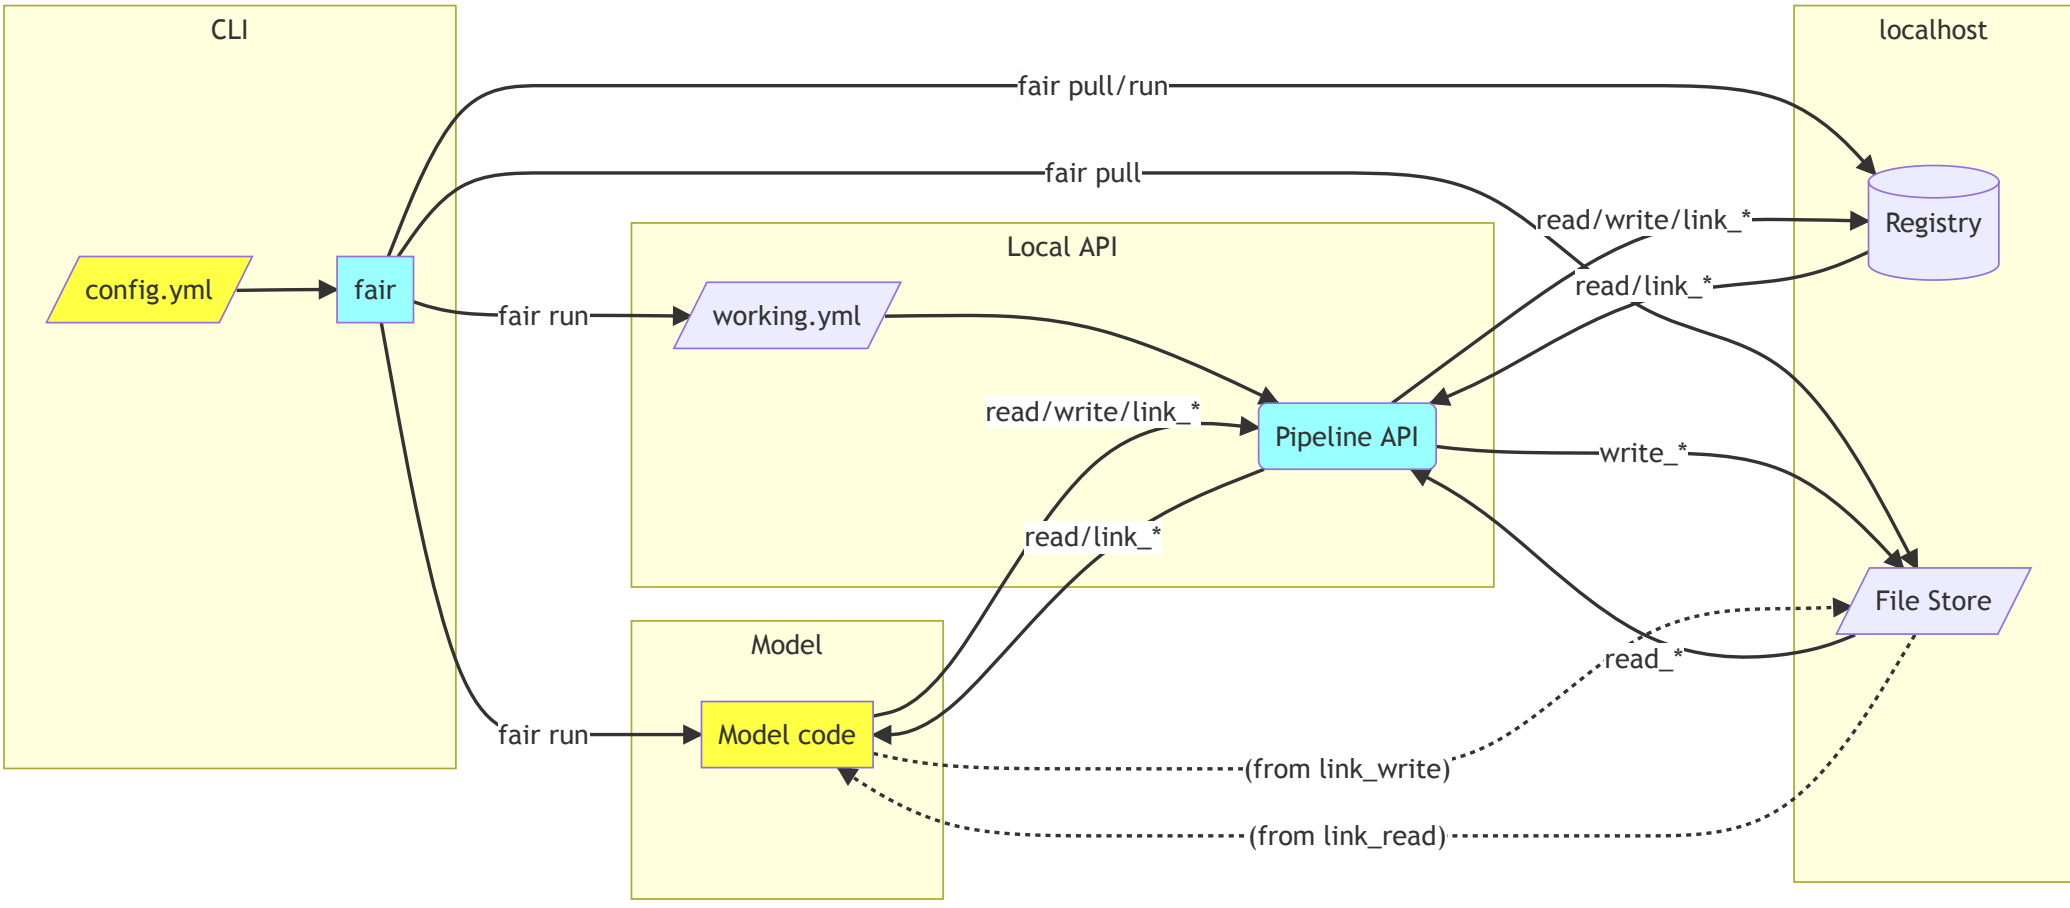 CLI
localhost
fair pull/run
fair pull
read/write/link_*
Registry
Local API
config.yml
fair
read/link_*
fair run
working.yml
read/write/link_*
Pipeline API
write_*
read/link_*
File Store
Model
read_*
fair run
Model code
(from link_write)
(from link_read)